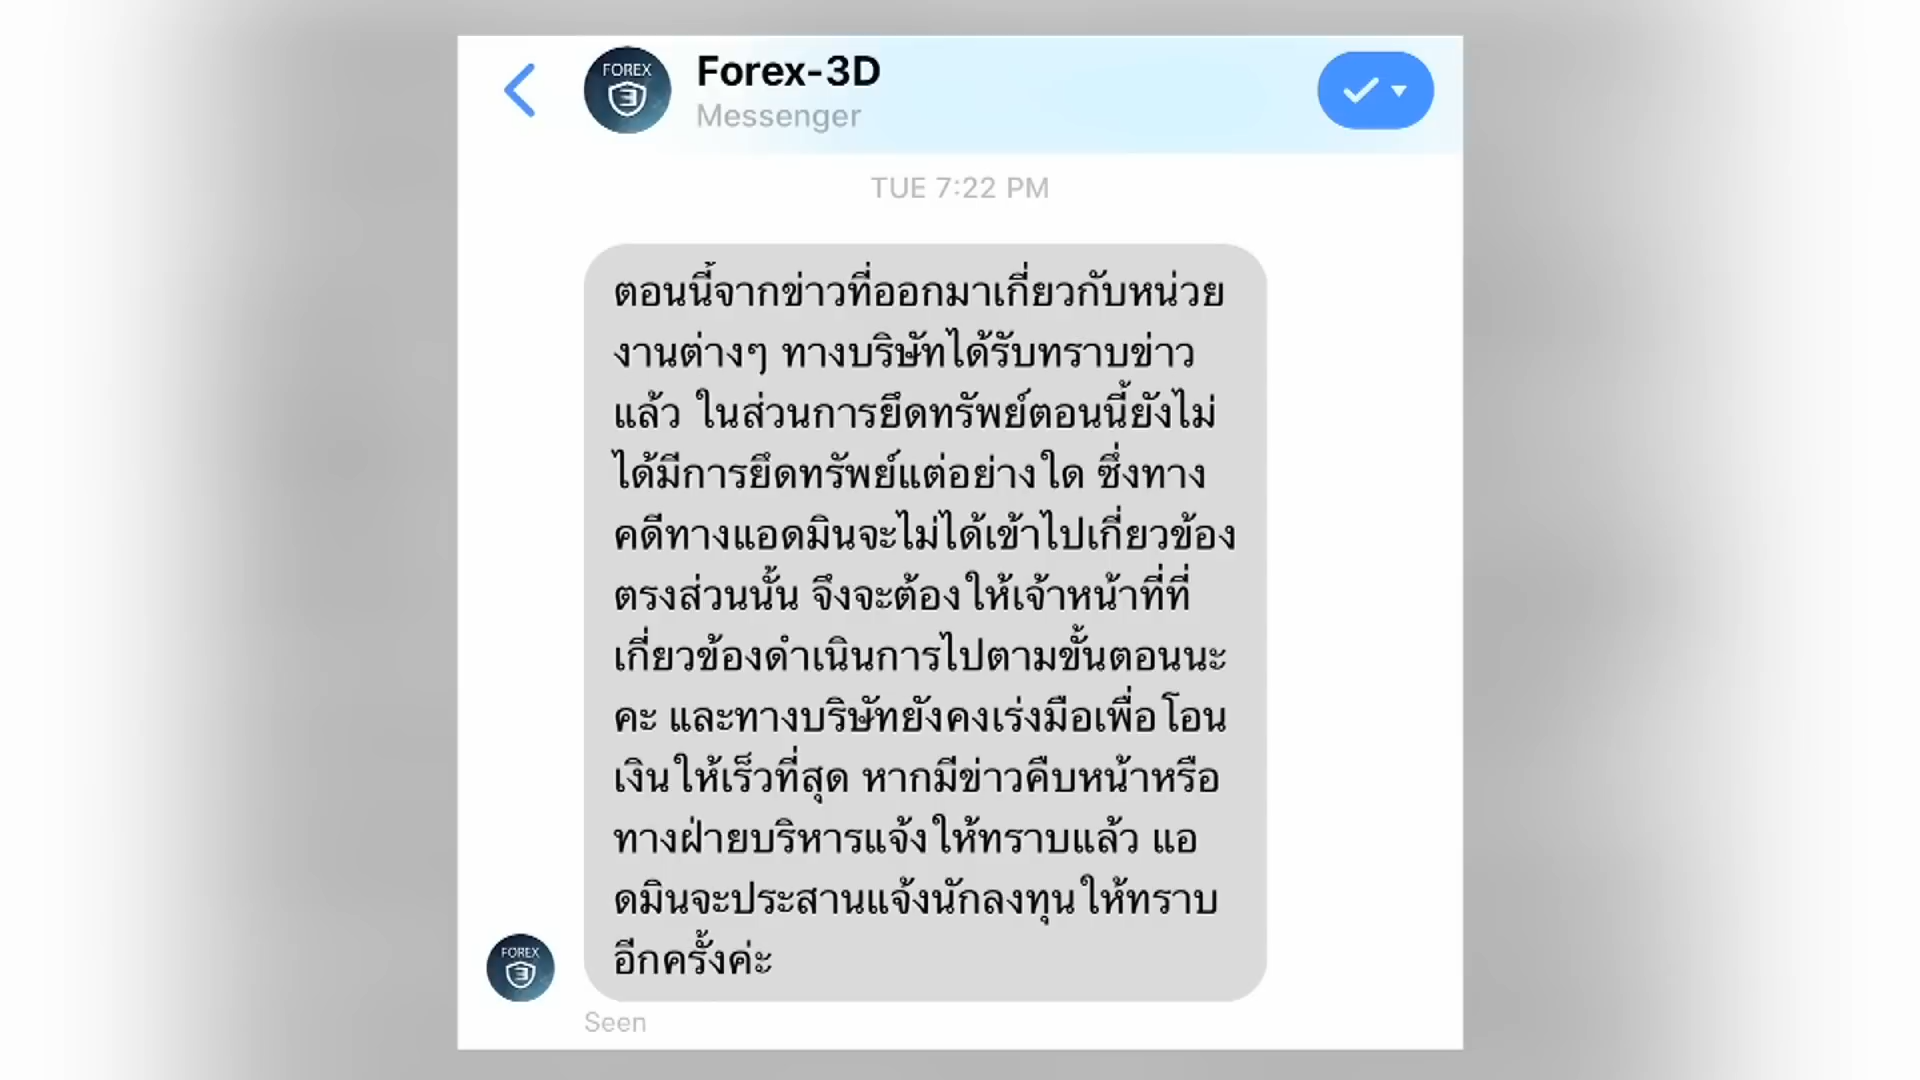 FOREX
3
Forex-3D
Messenger
TUE 7:22 PM
ตอนนี้จากข่าวที่ออกมาเกี่ยวกับหน่วย
งานต่างๆ ทางบริษัทได้รับทราบข่าว
แล้ว ในส่วนการยึดทรัพย์ตอนนี้ยังไม่
ได้มีการยึดทรัพย์แต่อย่างใด ซึ่งทาง
คดีทางแอดมินจะไม่ได้เข้าไปเกี่ยวข้อง
ตรงส่วนนั้น จึงจะต้องให้เจ้าหน้าที่ที่
เกี่ยวข้องดำเนินการไปตามขั้นตอนนะ
คะ และทางบริษัทยังคงเร่งมือเพื่อโอน
เงินให้เร็วที่สุด หากมีข่าวคืบหน้าหรือ
ทางฝ่ายบริหารแจ้งให้ทราบแล้ว แอ
ดมินจะประสานแจ้งนักลงทุนให้ทราบ
อีกครั้งค่ะ
FOREX
3
Seen